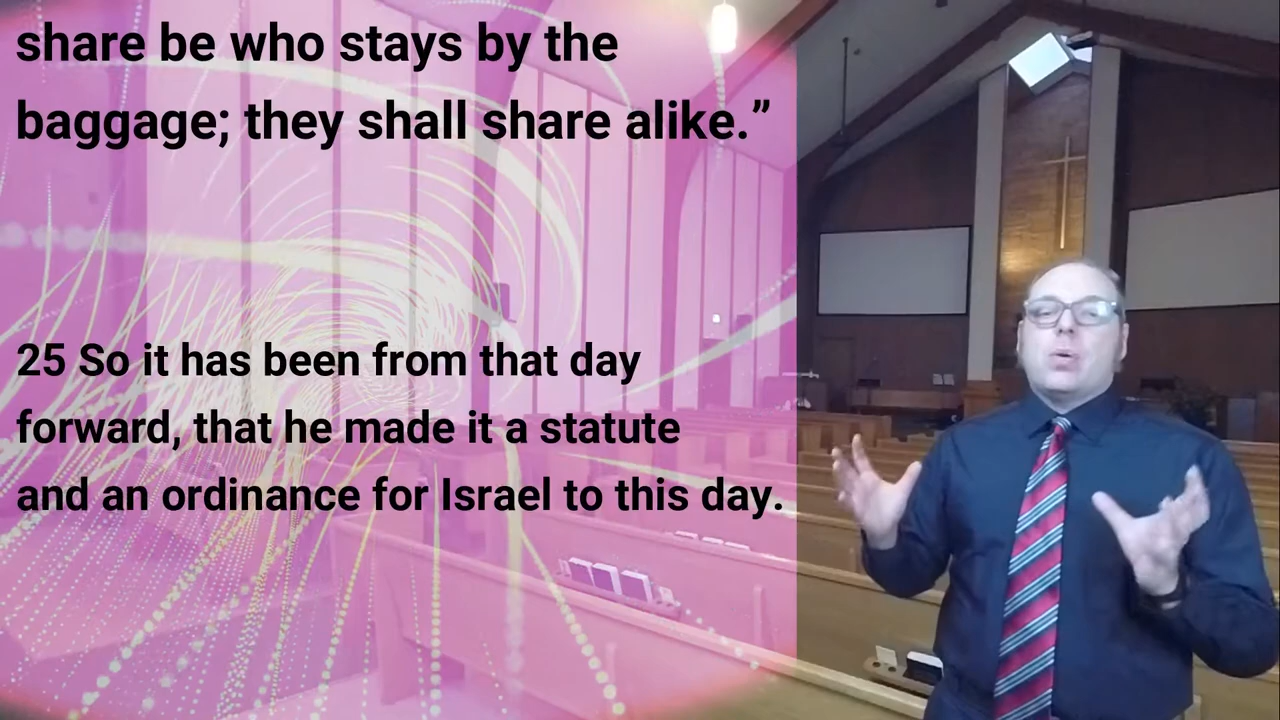 share be who stays by the
baggage; they shall share alike.”
25 So it has been from that day
forward, that he made it a statute
and an ordinance for Israel to this day.